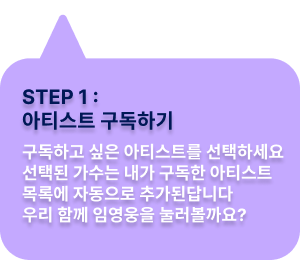 STEP 1 :
아티스트 구독하기
구독하고 싶은 아티스트를 선택하세요
선택된 가수는 내가 구독한 아티스트
목록에 자동으로 추가된답니다
우리 함께 임영웅을 눌러볼까요?